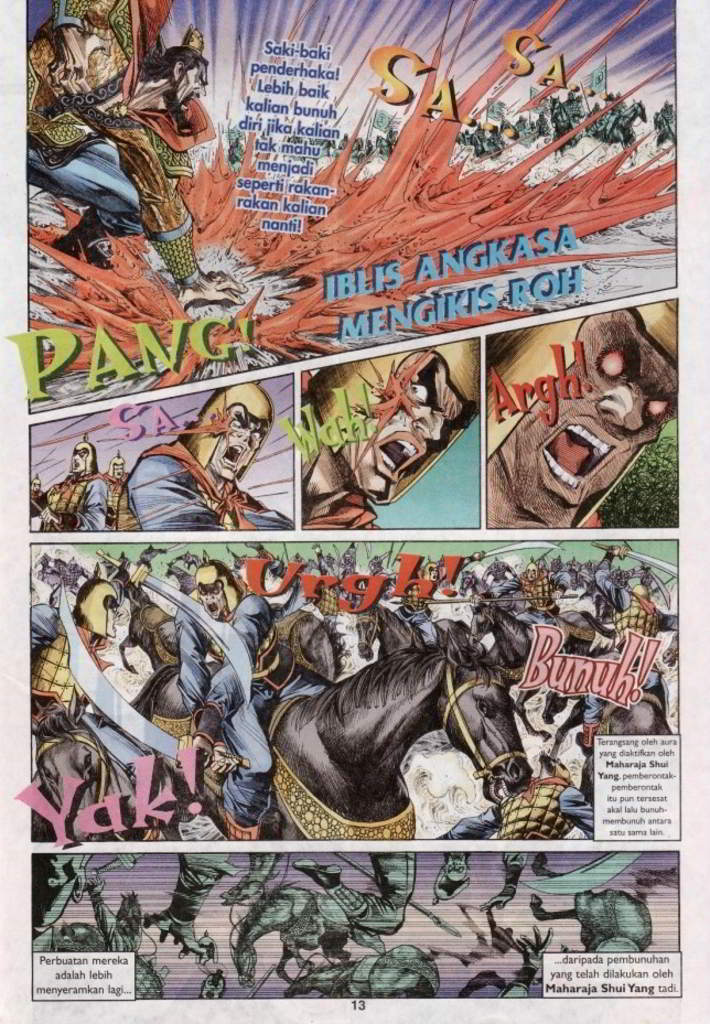 Saki-baki
penderhaka!
Lebih baik
kalian bunuh
diri jika kalian
tak mahu
menjadi
seperti rakan-
rakan kalian
nanti!
SA... SA...
IBLIS ANGKASA
MENGIKIS ROH
PANG!
SA...
Wah!
Argh!
Urgh!
Bunuh!
Yak!
Terangsang oleh aura
yang diaktifkan oleh
Maharaja Shui
Yang, pemberontak-
pemberontak
itu pun tersesat
akal lalu bunuh-
membunuh antara
satu sama lain.
Perbuatan mereka
adalah lebih
menyeramkan lagi...
...daripada pembunuhan
yang telah dilakukan oleh
Maharaja Shui Yang tadi.
13